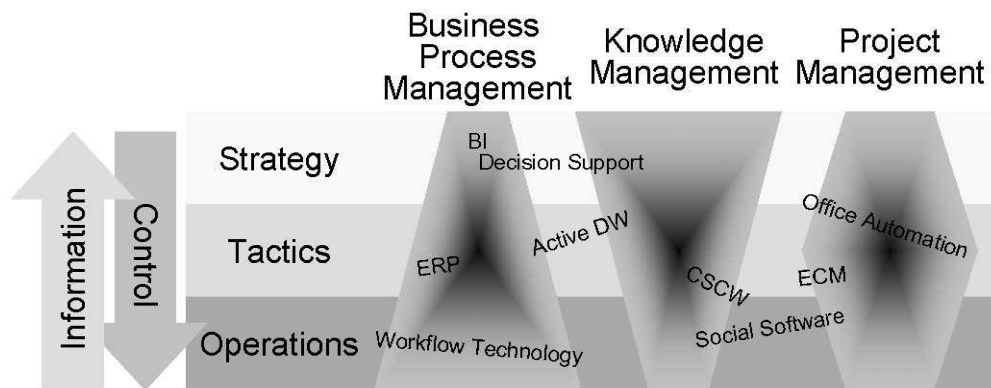 Business
Process
Management
Knowledge
Management
Project
Management
Information
Control
Strategy
Tactics
Operations
BI
Decision Support
Active DW
ERP
Workflow Technology
CSCW
Social Software
ECM
Office Automation